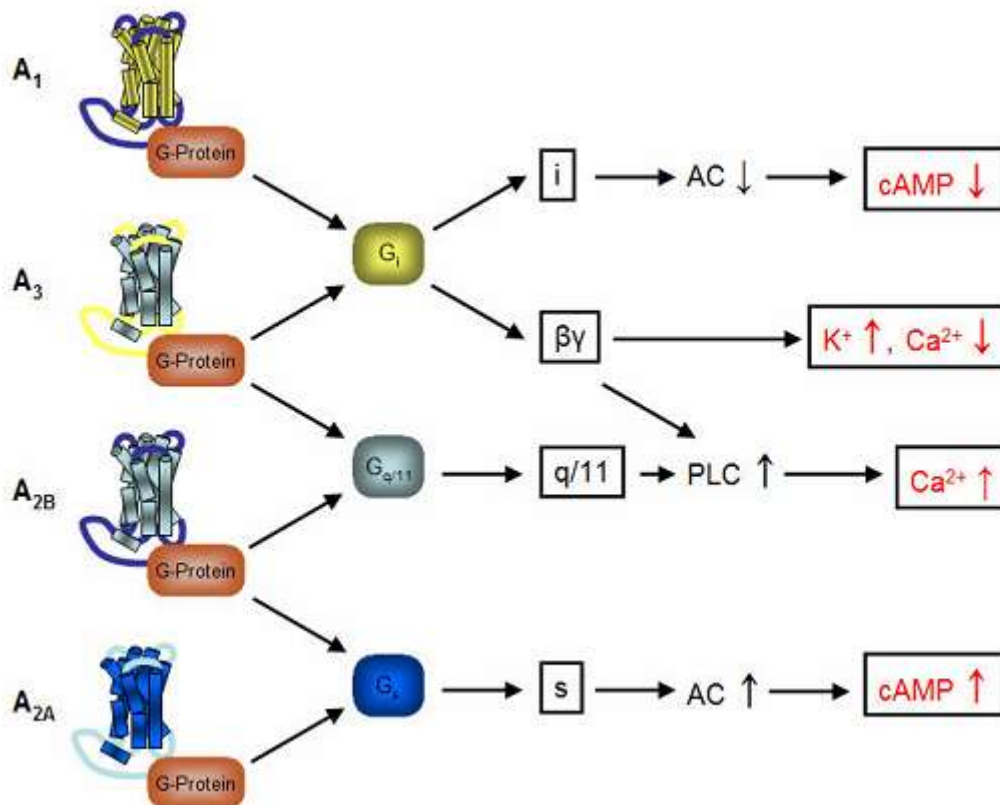 A₁
G-Protein
i
AC ↓
cAMP ↓
Gᵢ
A₃
G-Protein
βγ
K⁺ ↑, Ca²⁺ ↓
A₂B
G-Protein
Gq/11
q/11
PLC ↑
Ca²⁺ ↑
A₂A
G-Protein
Gₛ
s
AC ↑
cAMP ↑